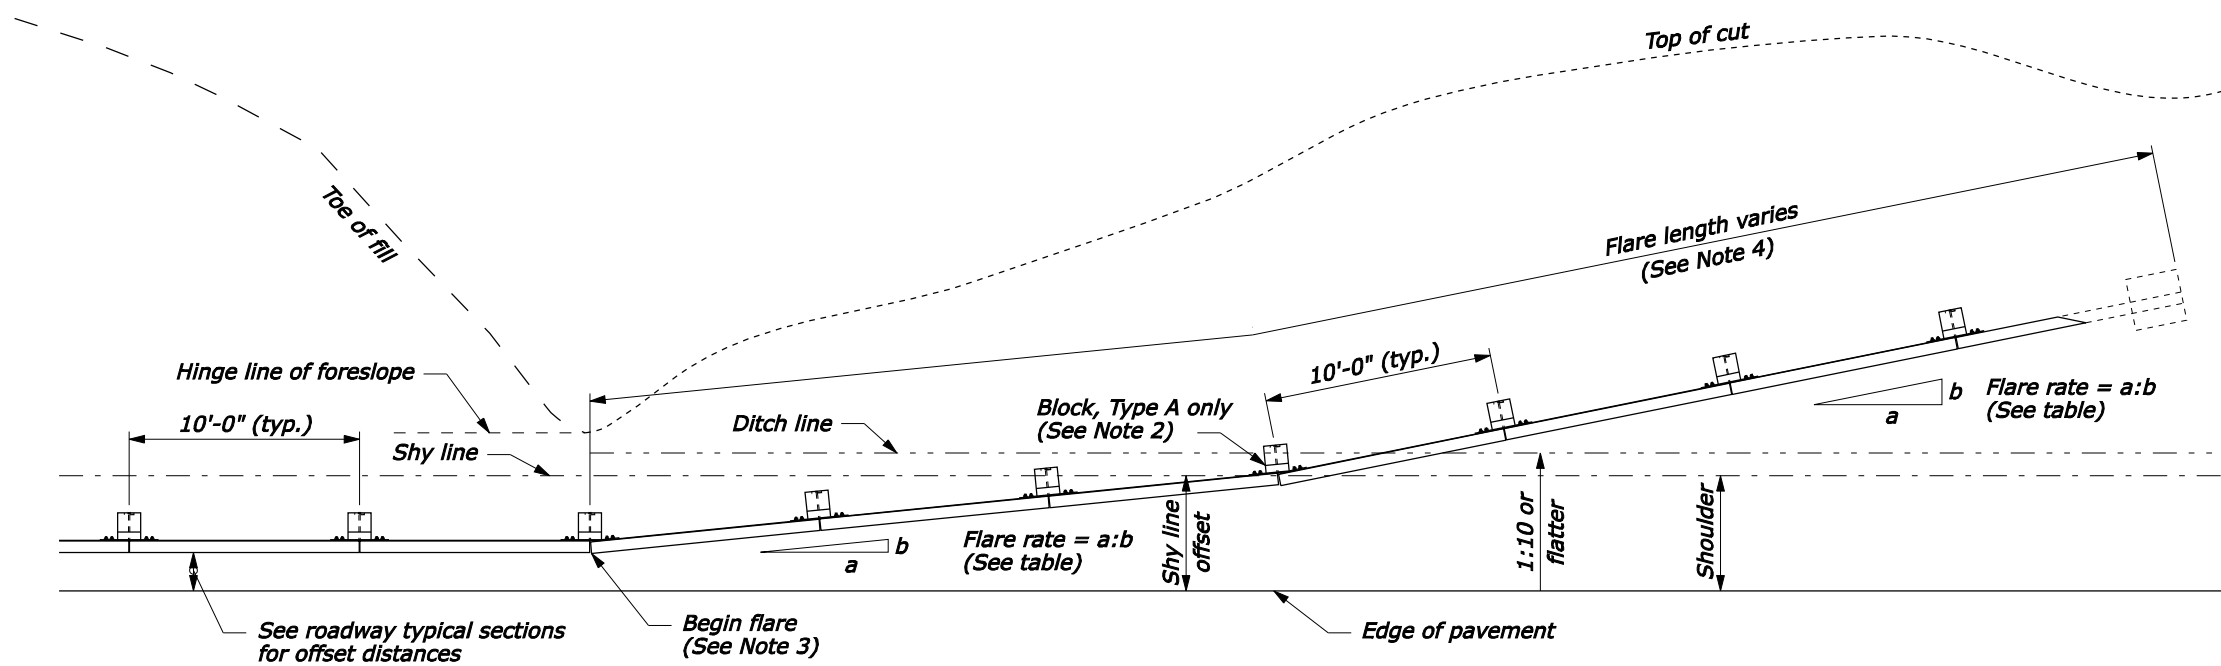 Top of cut
Toe of fill
Flare length varies
(See Note 4)
Hinge line of foreslope
10'-0" (typ.)
Shy line
Ditch line
Block, Type A only
(See Note 2)
10'-0" (typ.)
b
a
Flare rate = a:b
(See table)
b
a
Flare rate = a:b
(See table)
Shy line
offset
1:10 or
flatter
Shoulder
See roadway typical sections
for offset distances
Begin flare
(See Note 3)
Edge of pavement